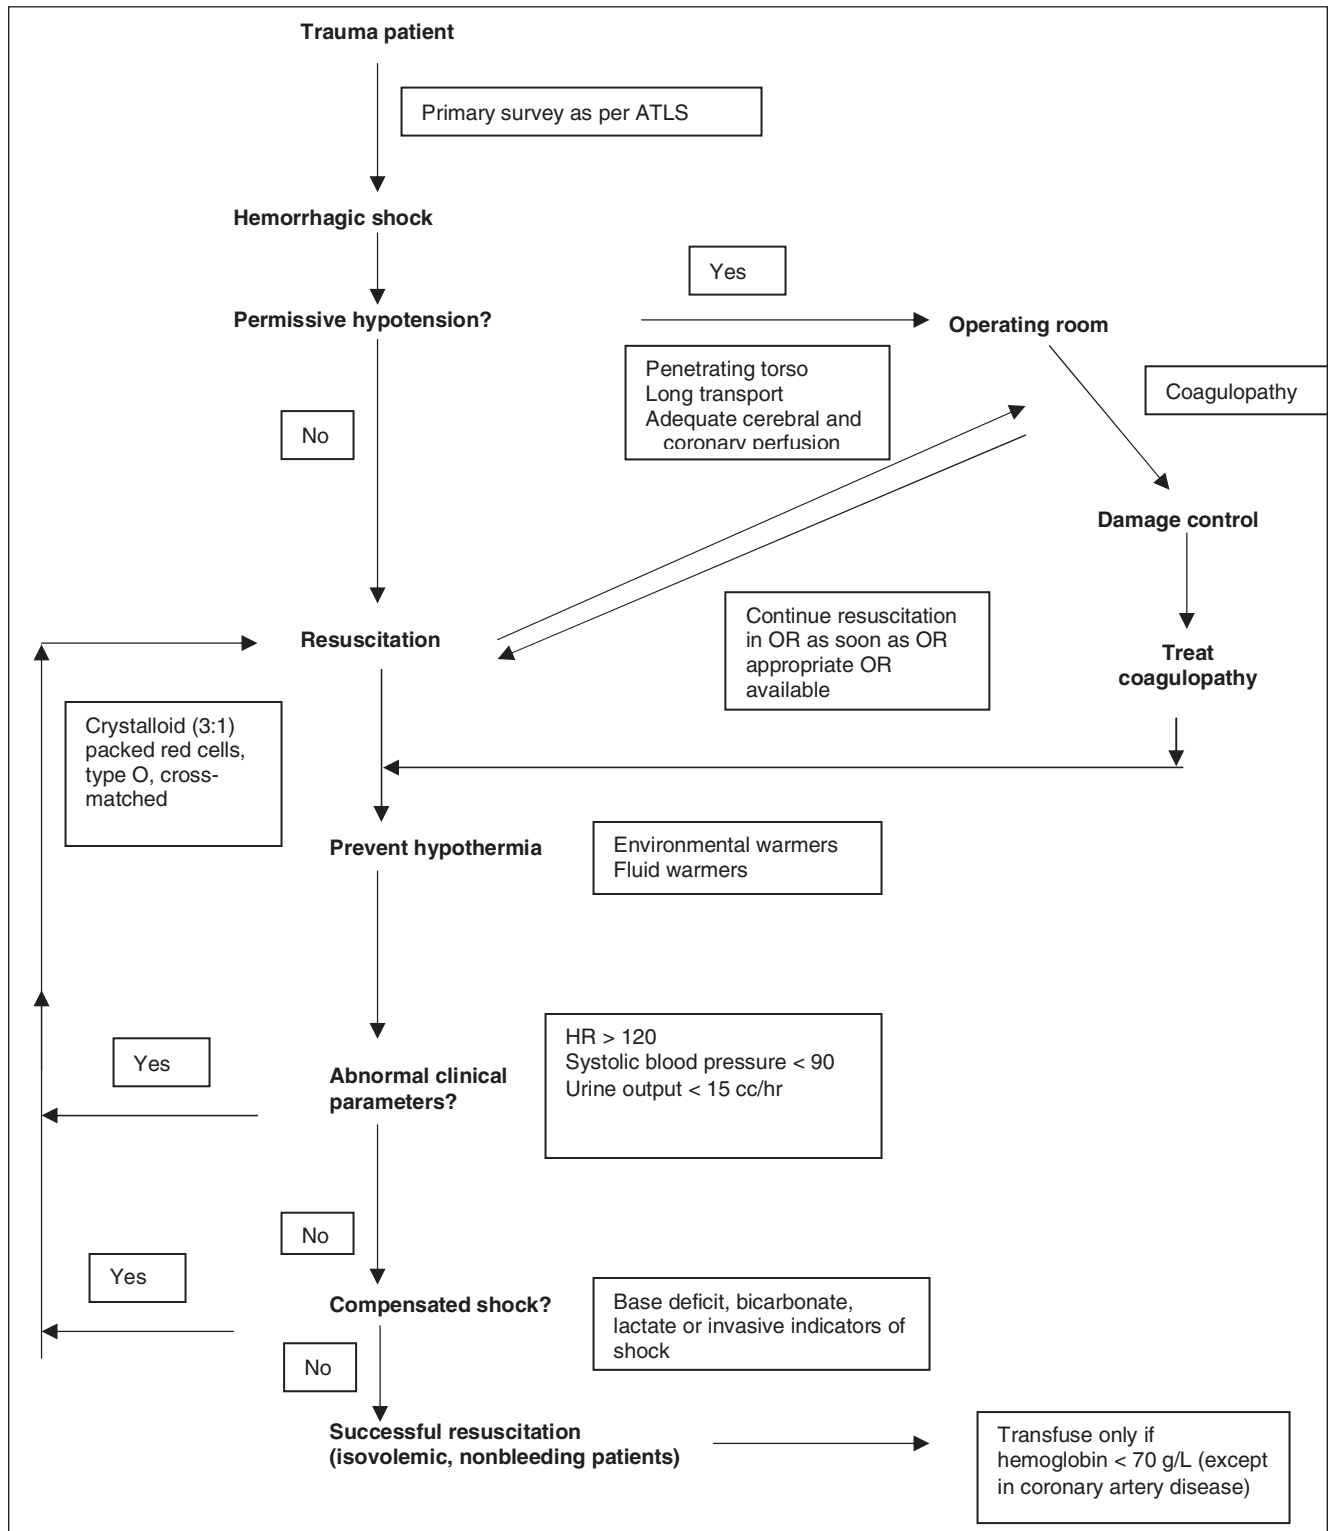 Trauma patient
Primary survey as per ATLS
Hemorrhagic shock
Yes
Permissive hypotension?
Operating room
Penetrating torso
Long transport
Adequate cerebral and
coronary perfusion
Coagulopathy
No
Damage control
Continue resuscitation
in OR as soon as OR
appropriate OR
available
Resuscitation
Treat
coagulopathy
Crystalloid (3:1)
packed red cells,
type O, cross-
matched
Prevent hypothermia
Environmental warmers
Fluid warmers
HR > 120
Systolic blood pressure < 90
Urine output < 15 cc/hr
Yes
Abnormal clinical
parameters?
No
Yes
Compensated shock?
Base deficit, bicarbonate,
lactate or invasive indicators of
shock
No
Successful resuscitation
(isovolemic, nonbleeding patients)
Transfuse only if
hemoglobin < 70 g/L (except
in coronary artery disease)